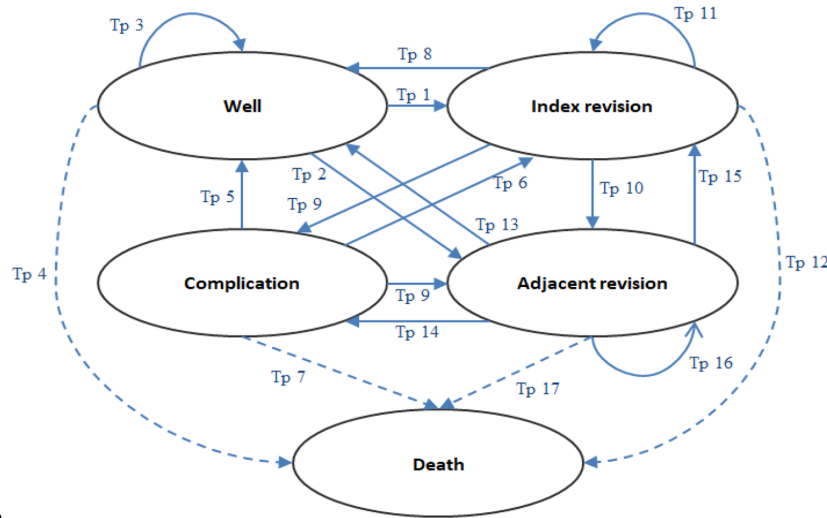 Tp 3
Tp 11
Tp 8
Well
Tp 1
Index revision
Tp 2
Tp 5
Tp 9
Tp 6
Tp 10
Tp 15
Tp 13
Tp 4
Tp 12
Complication
Tp 9
Adjacent revision
Tp 14
Tp 7
Tp 17
Tp 16
Death